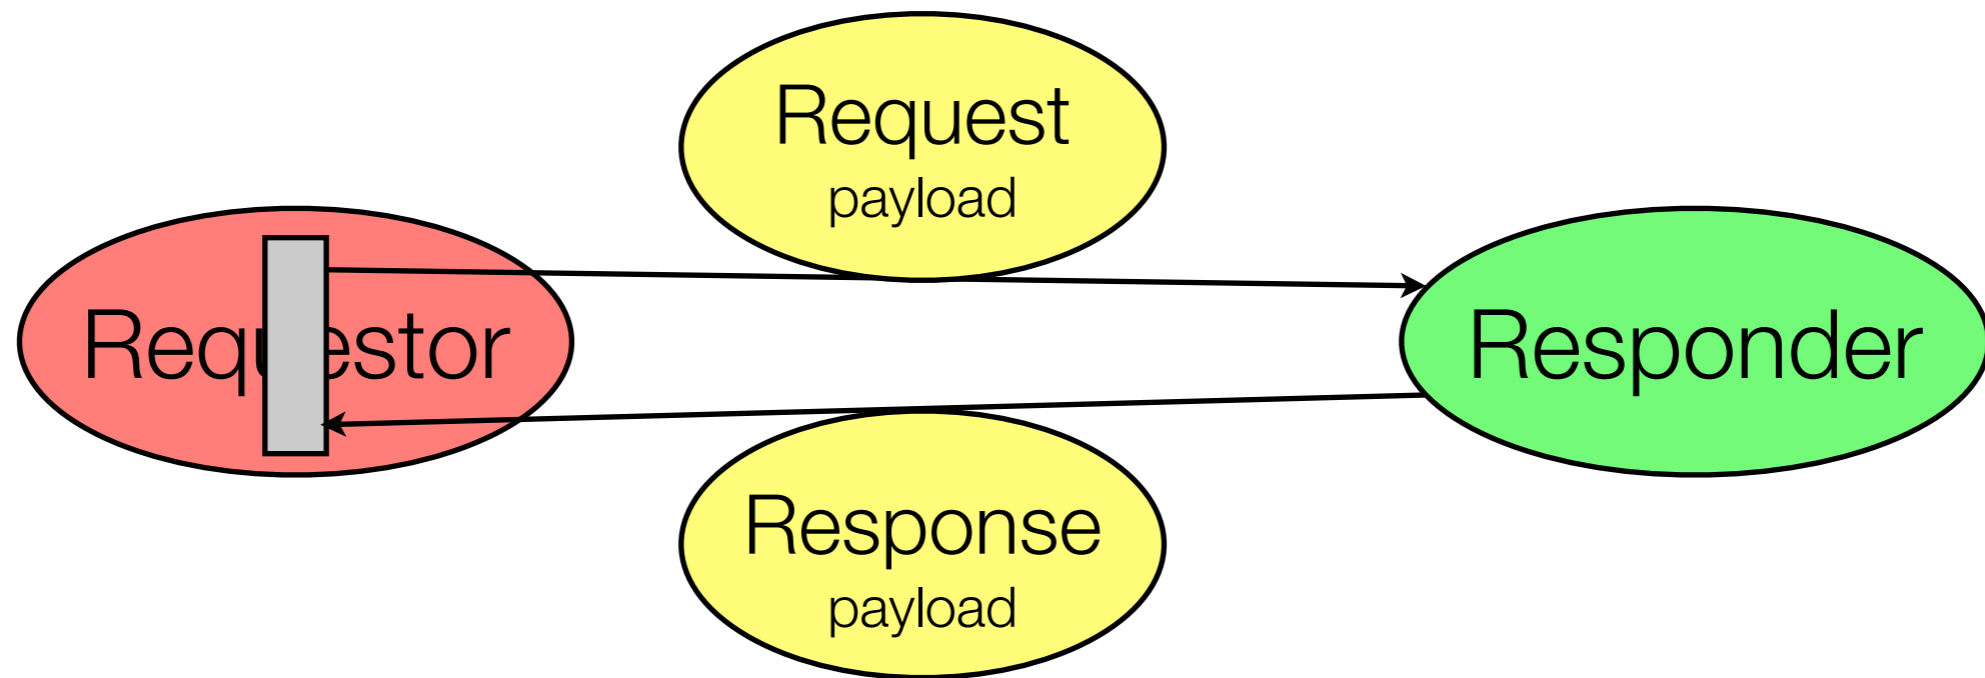 Request
payload
Requestor
Responder
Response
payload